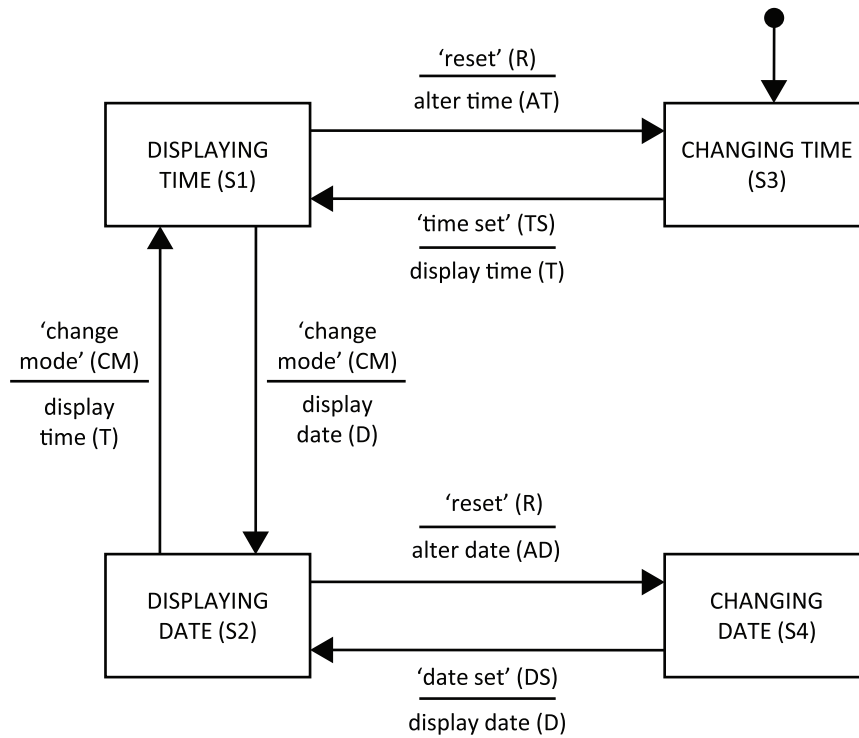 ‘reset’ (R)
alter time (AT)
DISPLAYING
TIME (S1)
CHANGING TIME
(S3)
‘time set’ (TS)
display time (T)
‘change
mode’ (CM)
display
time (T)
‘change
mode’ (CM)
display
date (D)
‘reset’ (R)
alter date (AD)
DISPLAYING
DATE (S2)
CHANGING
DATE (S4)
‘date set’ (DS)
display date (D)